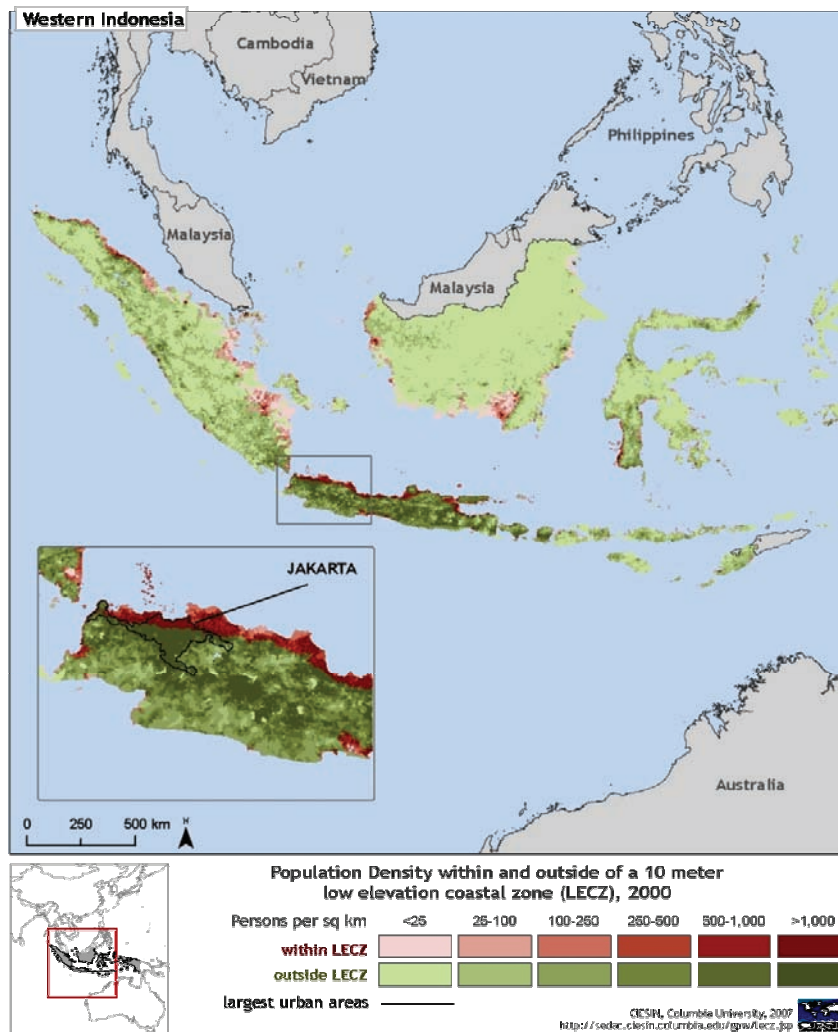 Western Indonesia
Cambodia
Vietnam
Philippines
Malaysia
Malaysia
JAKARTA
Australia
0 250 500 km
N
Population Density within and outside of a 10 meter
low elevation coastal zone (LECZ), 2000
Persons per sq km <25 25-100 100-250 250-500 500-1,000 >1,000
within LECZ
outside LECZ
largest urban areas
CIESIN, Columbia University, 2007
http://sedac.ciesin.columbia.edu/gpw/lecz.jsp